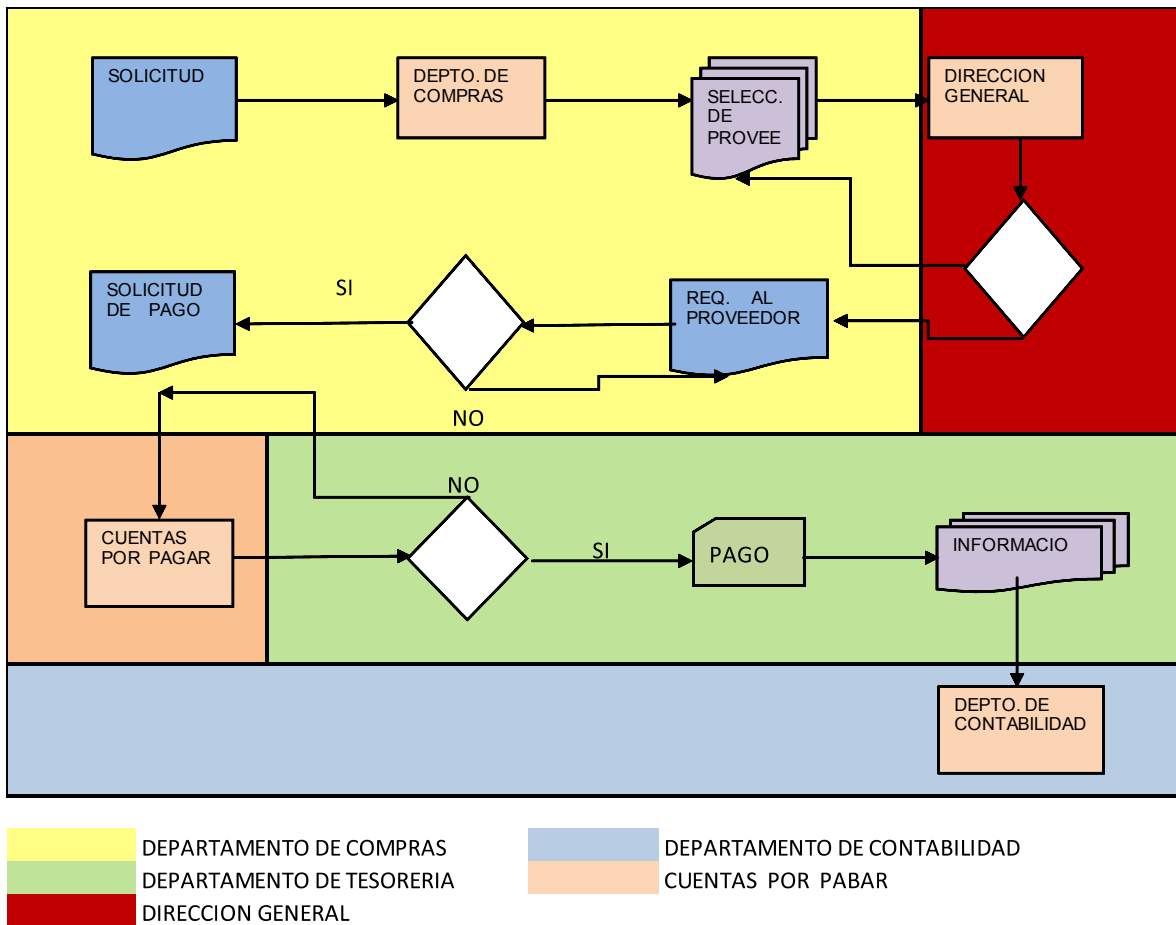 SOLICITUD
DEPTO. DE
COMPRAS
SELECC.
DE
PROVEE
DIRECCION
GENERAL
SOLICITUD
DE PAGO
SI
REQ. AL
PROVEEDOR
NO
NO
CUENTAS
POR PAGAR
SI
PAGO
INFORMACIO
DEPTO. DE
CONTABILIDAD
DEPARTAMENTO DE COMPRAS
DEPARTAMENTO DE CONTABILIDAD
DEPARTAMENTO DE TESORERIA
CUENTAS POR PABAR
DIRECCION GENERAL